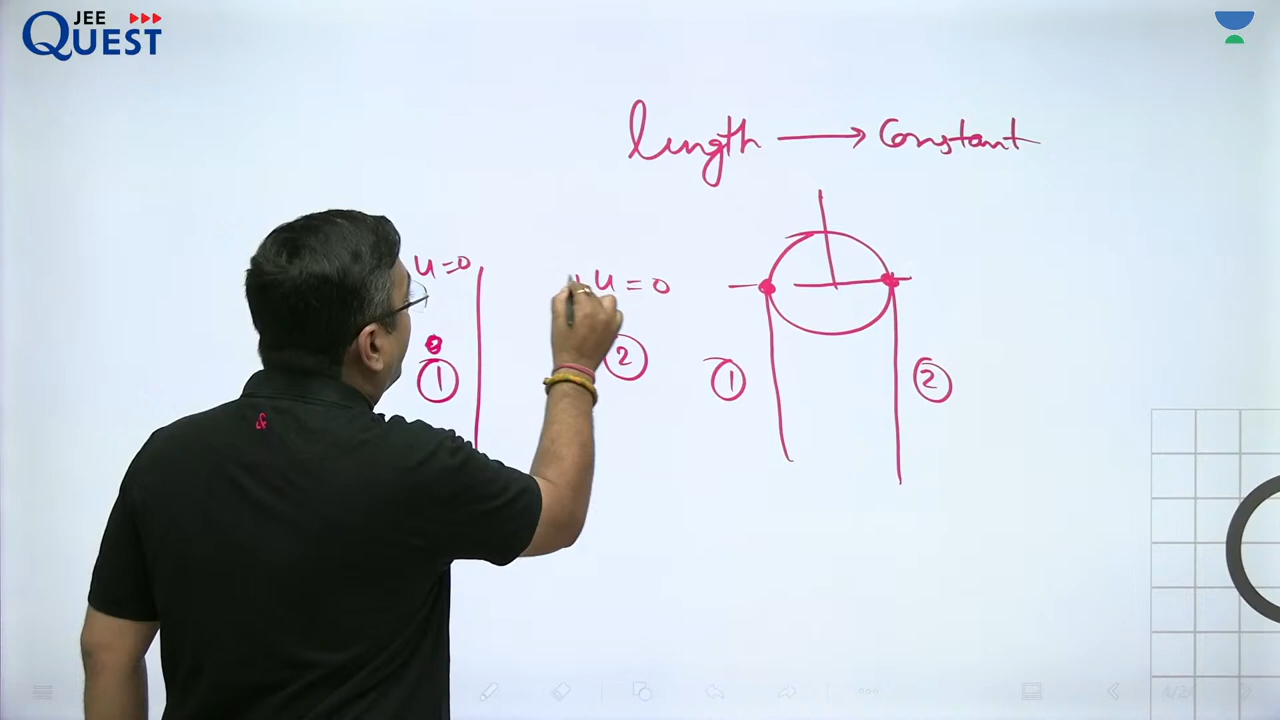 JEE
QUEST
length → Constant
u=0
u=0
1
2
1
2